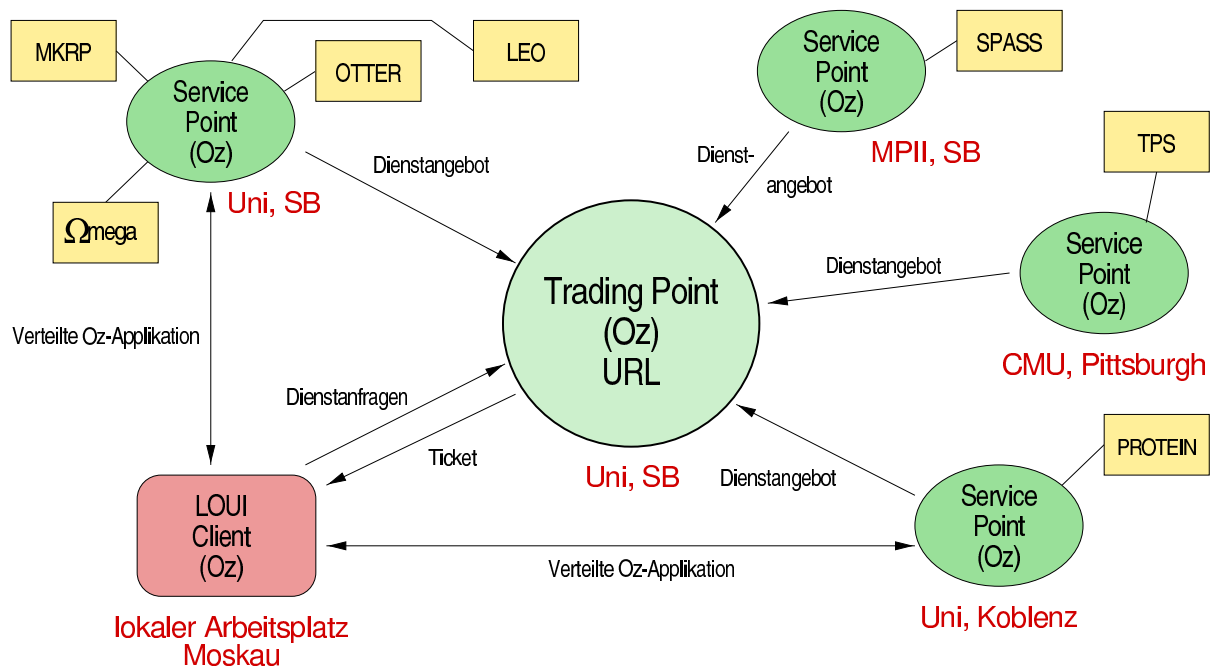 MKRP
OTTER
LEO
Service
Point
(Oz)
Uni, SB
Ωmega
Service
Point
(Oz)
SPASS
MPII, SB
TPS
Service
Point
(Oz)
CMU, Pittsburgh
Dienstangebot
Dienst-
angebot
Dienstangebot
Trading Point
(Oz)
URL
Uni, SB
Verteilte Oz-Applikation
Dienstanfragen
Ticket
Dienstangebot
PROTEIN
Service
Point
(Oz)
Uni, Koblenz
LOUI
Client
(Oz)
lokaler Arbeitsplatz
Moskau
Verteilte Oz-Applikation